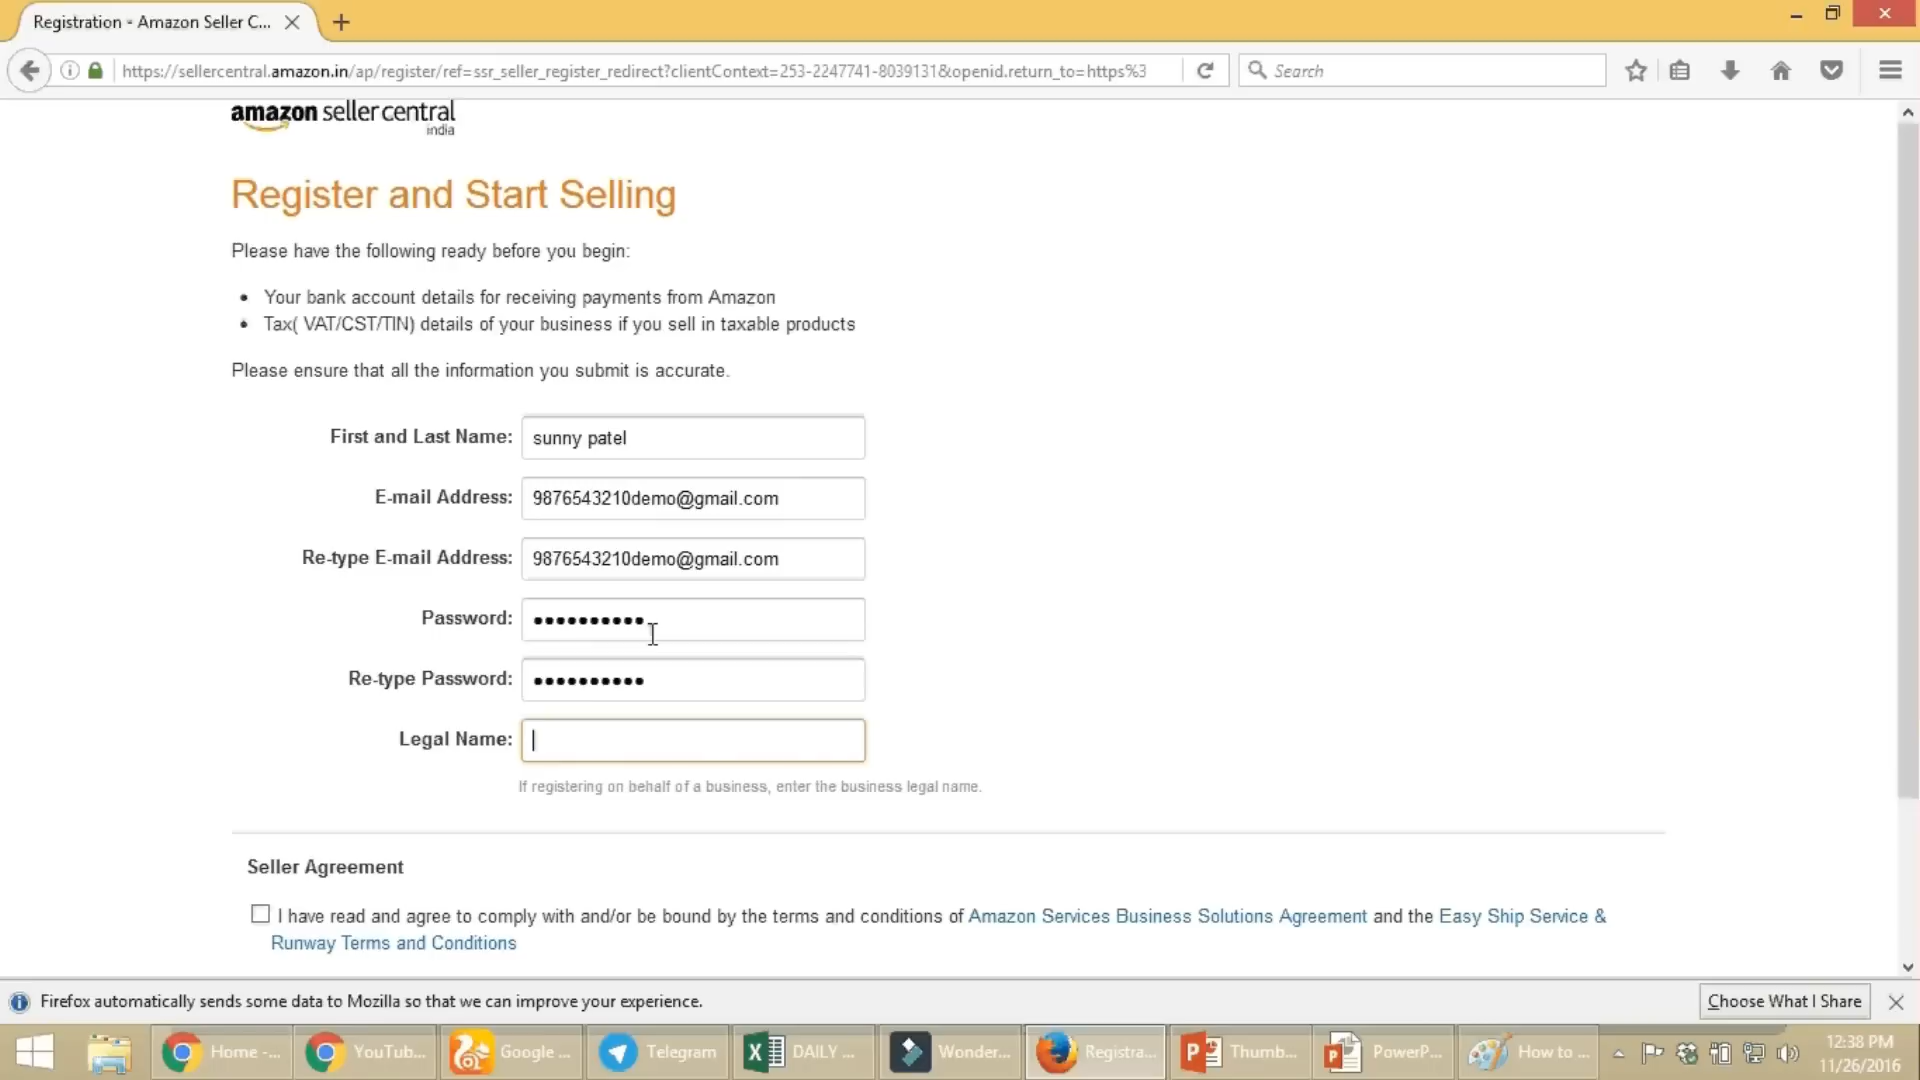 Registration - Amazon Seller C...
https://sellercentral.amazon.in/ap/register/ref=ssr_seller_register_redirect?clientContext=253-2247741-8039131&openid.return_to=https%3
Search
amazon seller central
india
Register and Start Selling
Please have the following ready before you begin:
• Your bank account details for receiving payments from Amazon
• Tax( VAT/CST/TIN) details of your business if you sell in taxable products
Please ensure that all the information you submit is accurate.
First and Last Name: sunny patel
E-mail Address: 9876543210demo@gmail.com
Re-type E-mail Address: 9876543210demo@gmail.com
Password: ••••••••••
Re-type Password: ••••••••••
Legal Name:
If registering on behalf of a business, enter the business legal name.
Seller Agreement
I have read and agree to comply with and/or be bound by the terms and conditions of Amazon Services Business Solutions Agreement and the Easy Ship Service &
Runway Terms and Conditions
Firefox automatically sends some data to Mozilla so that we can improve your experience.
Choose What I Share
Home -... YouTub... Google ... Telegram DAILY ... Wonder... Registra... Thumb... PowerP... How to ...
12:38 PM
11/26/2016